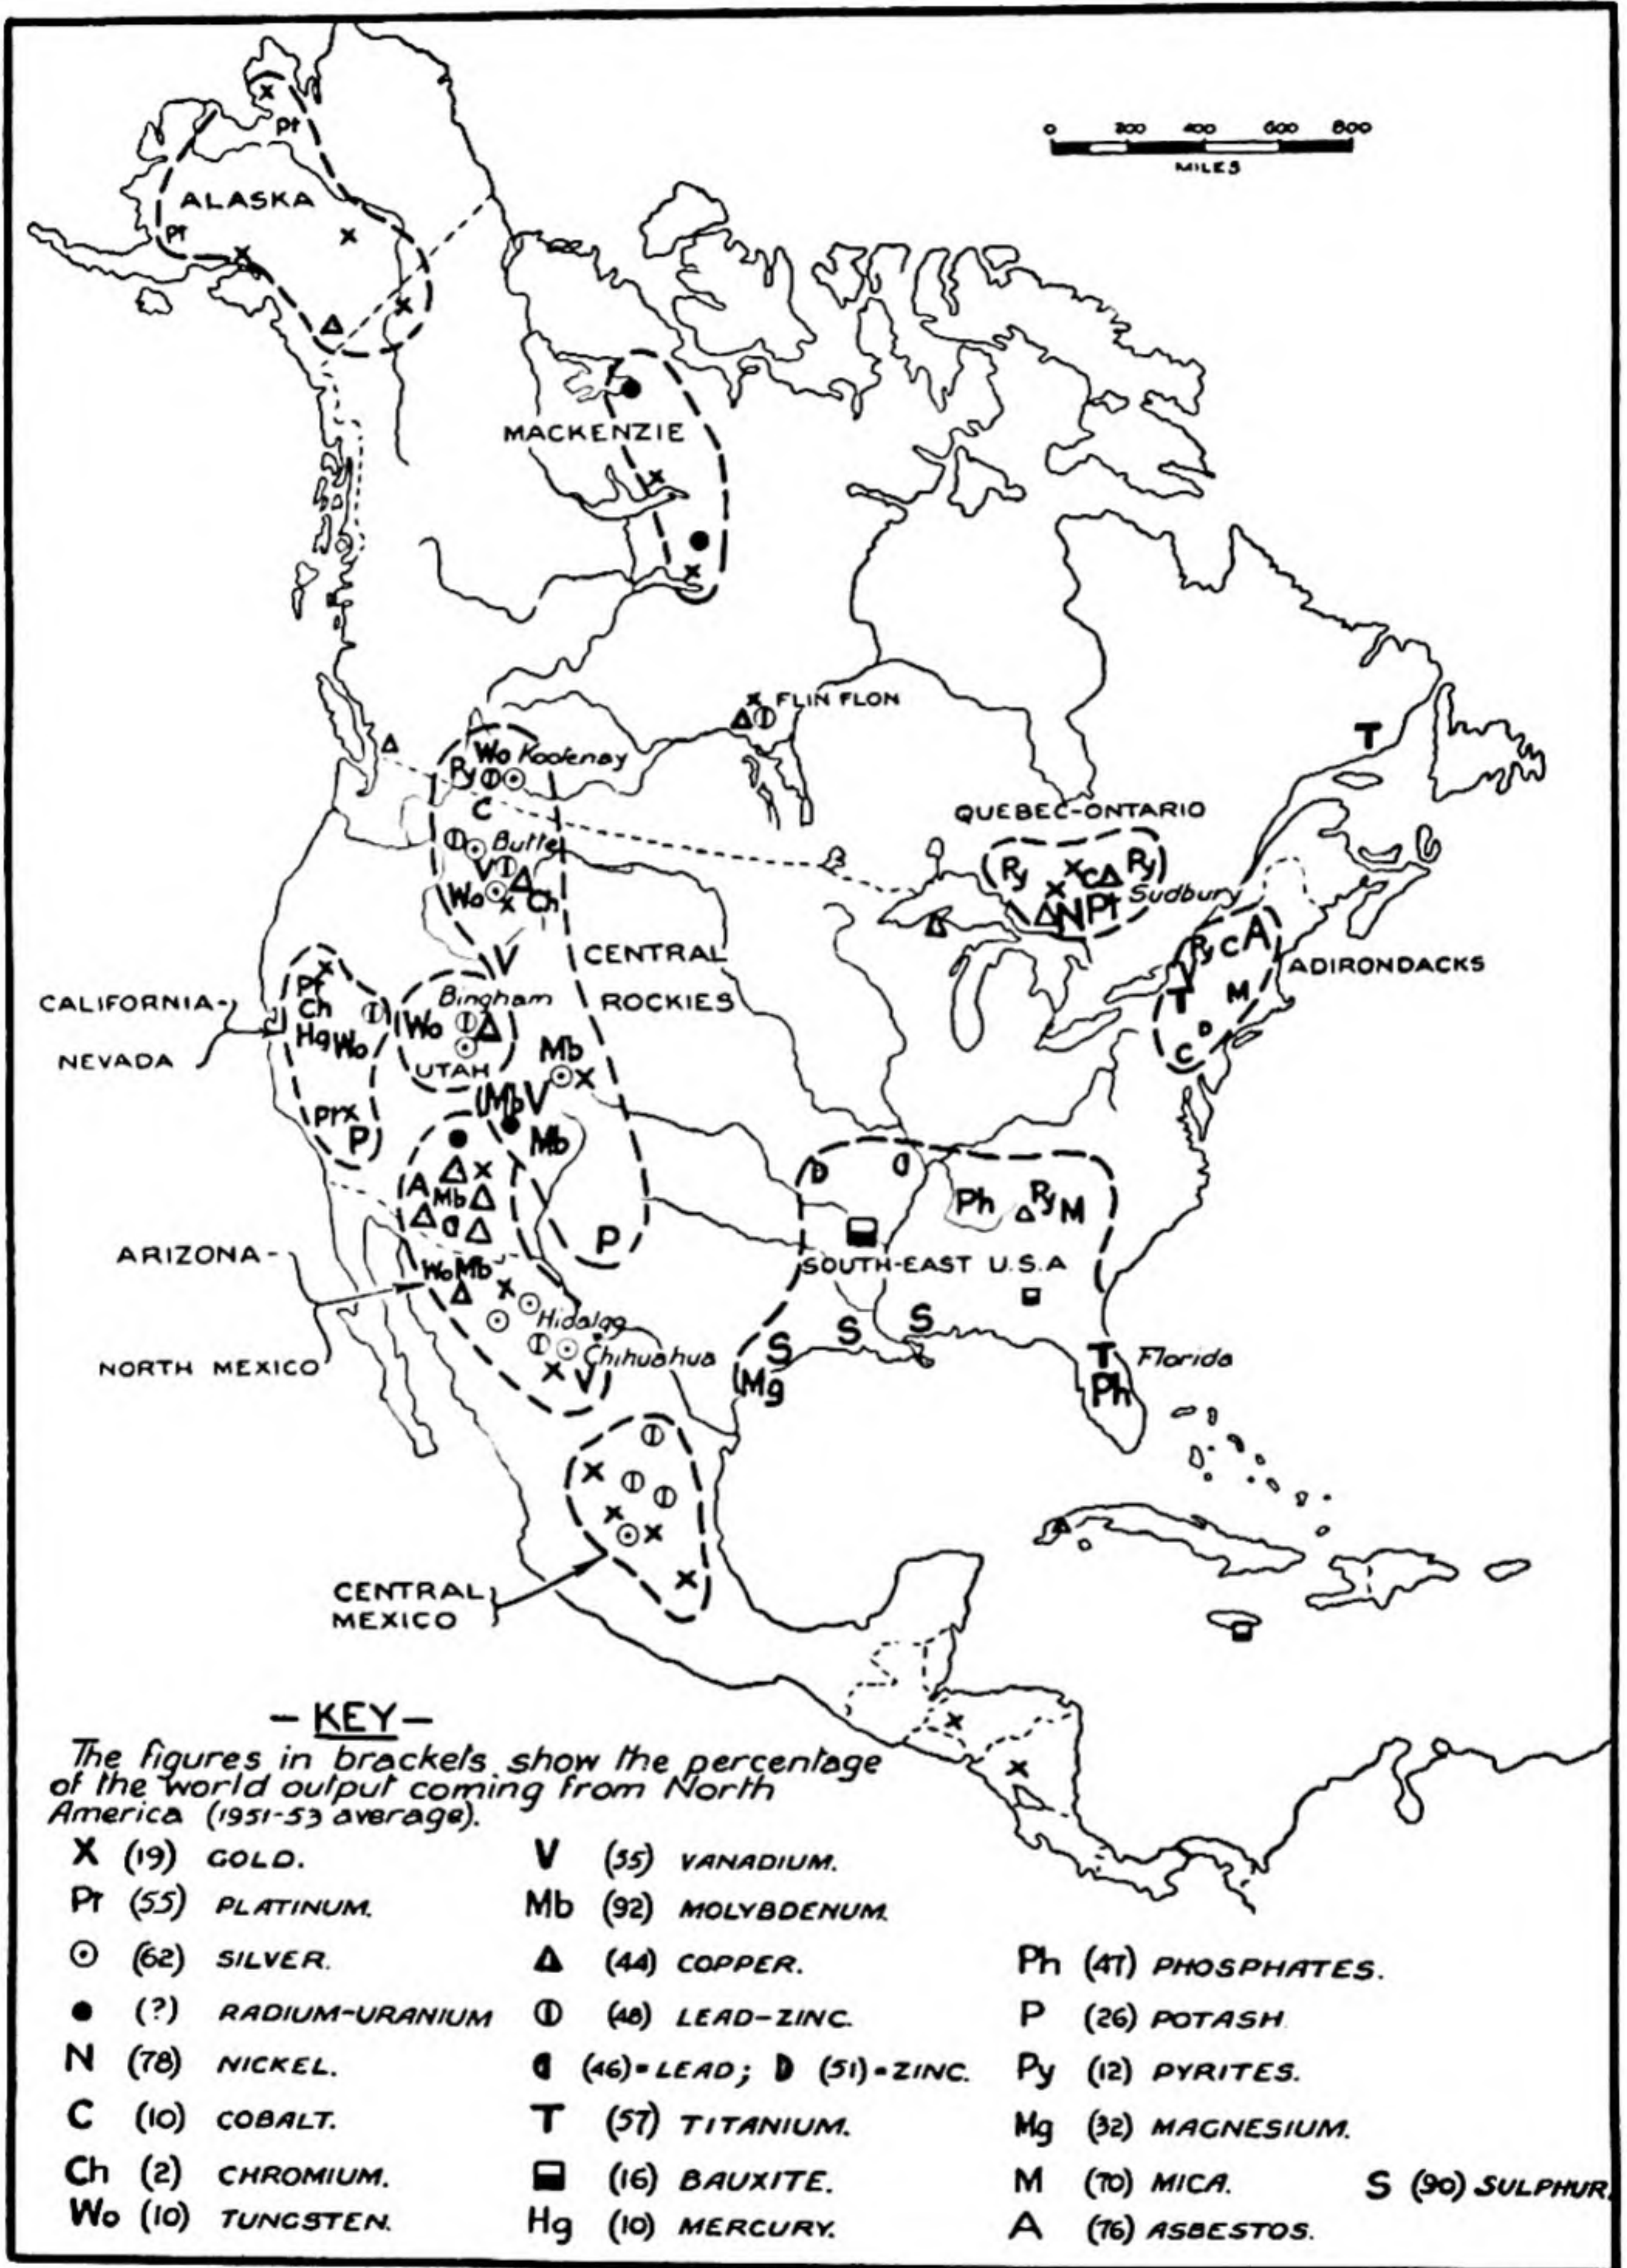 0 200 400 600 800
MILES
Pt
ALASKA
Pt
MACKENZIE
FLIN FLON
Wo Kootenay
Py
C
Butte
V
Wo Ch
V
T
QUEBEC-ONTARIO
Py X C Py
Sudbury
N Pt
Py C A
V
T M
D
C
ADIRONDACKS
CENTRAL
ROCKIES
CALIFORNIA
NEVADA
X
Pt
Ch
Hg Wo
Pt X
P
Bingham
Wo
UTAH
Mb
X
Mb V
Mb
P
X
A Mb
ARIZONA
NORTH MEXICO
Wo Mb
X
Hidalgo
Chihuahua
X V
D
Ph Py M
SOUTH-EAST U.S.A
S S S
Mg
T Florida
Ph
X
X X
X
CENTRAL
MEXICO
X
X
- KEY -
The figures in brackets show the percentage
of the world output coming from North
America (1951-53 average).
X (19) GOLD.
Pt (55) PLATINUM.
(62) SILVER.
(?) RADIUM-URANIUM
N (78) NICKEL.
C (10) COBALT.
Ch (2) CHROMIUM.
Wo (10) TUNGSTEN.
V (55) VANADIUM.
Mb (92) MOLYBDENUM.
(44) COPPER.
(48) LEAD-ZINC.
(46)=LEAD; D (51)=ZINC.
T (57) TITANIUM.
(16) BAUXITE.
Hg (10) MERCURY.
Ph (47) PHOSPHATES.
P (26) POTASH
Py (12) PYRITES.
Mg (32) MAGNESIUM.
M (70) MICA.
A (76) ASBESTOS.
S (90) SULPHUR.